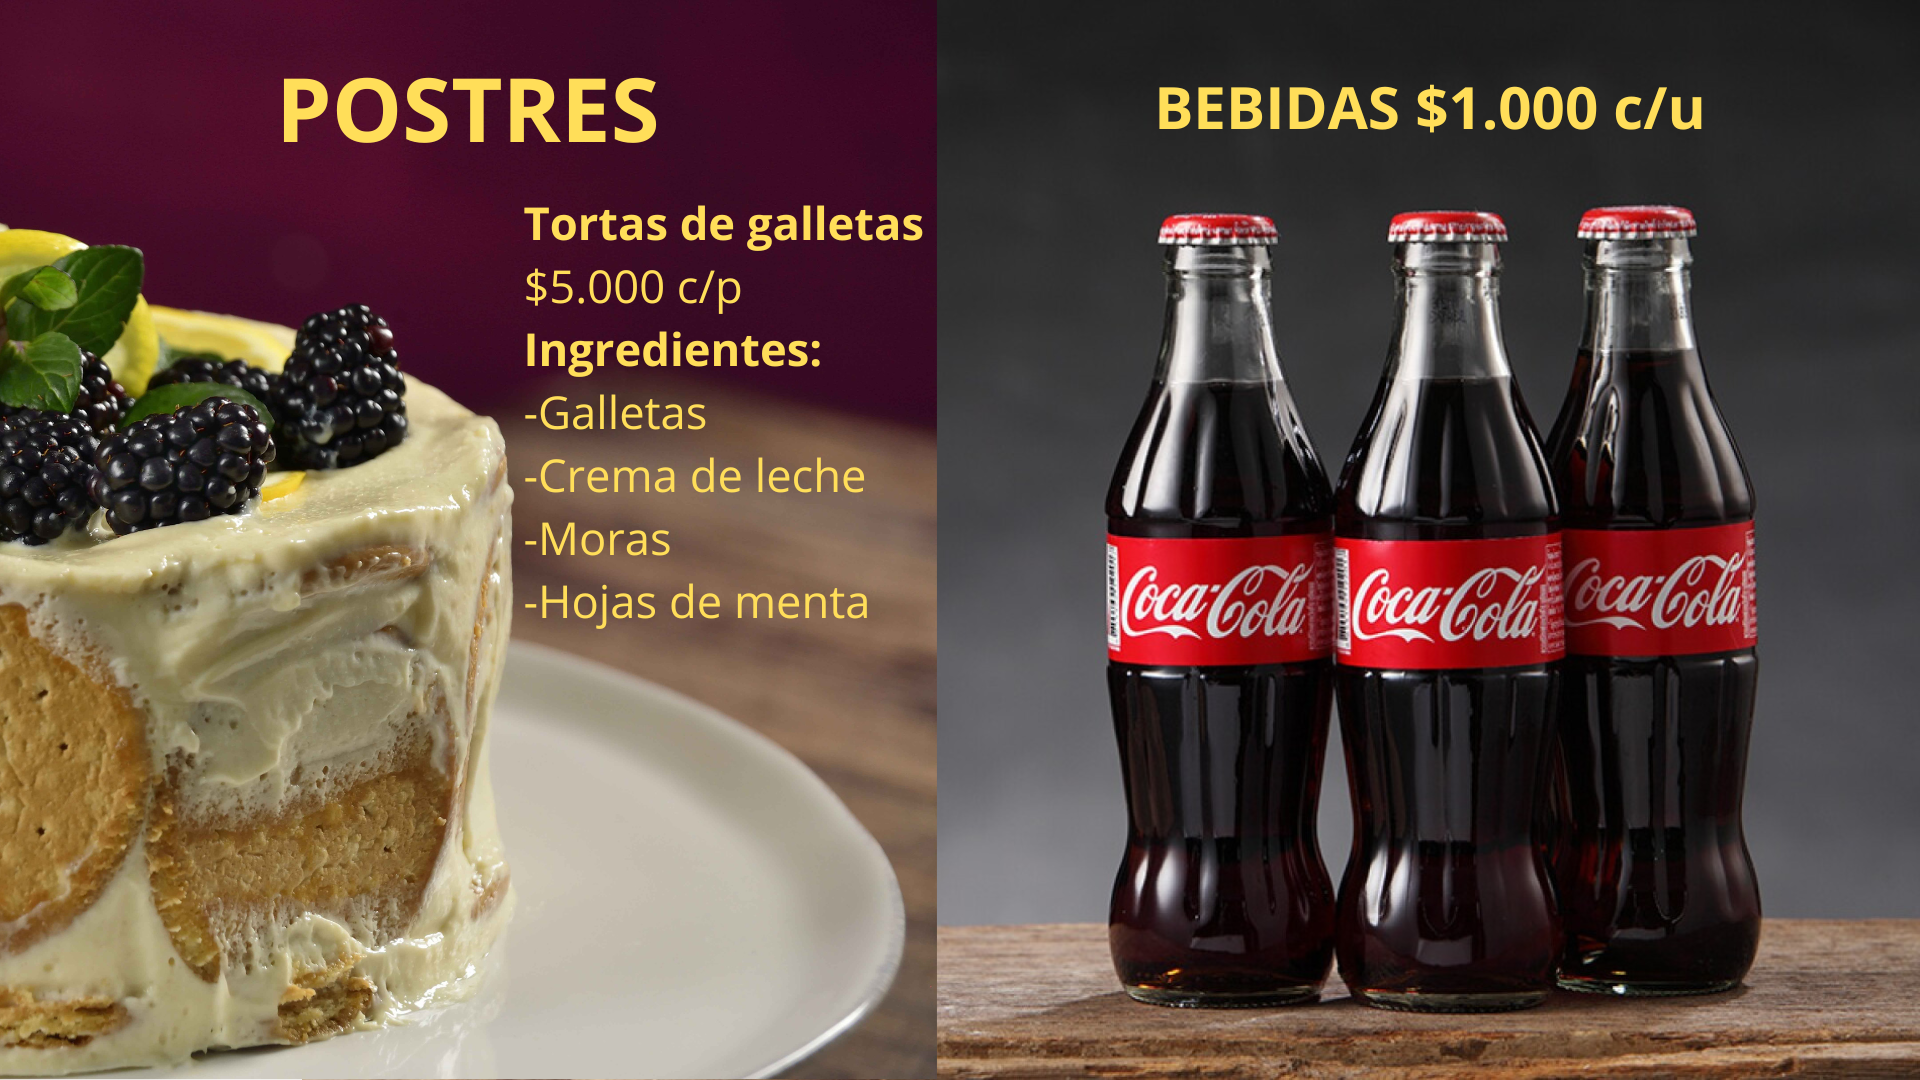 POSTRES
Tortas de galletas
$5.000 c/p
Ingredientes:
-Galletas
-Crema de leche
-Moras
-Hojas de menta
BEBIDAS $1.000 c/u
Coca-Cola
Coca-Cola
Coca-Cola